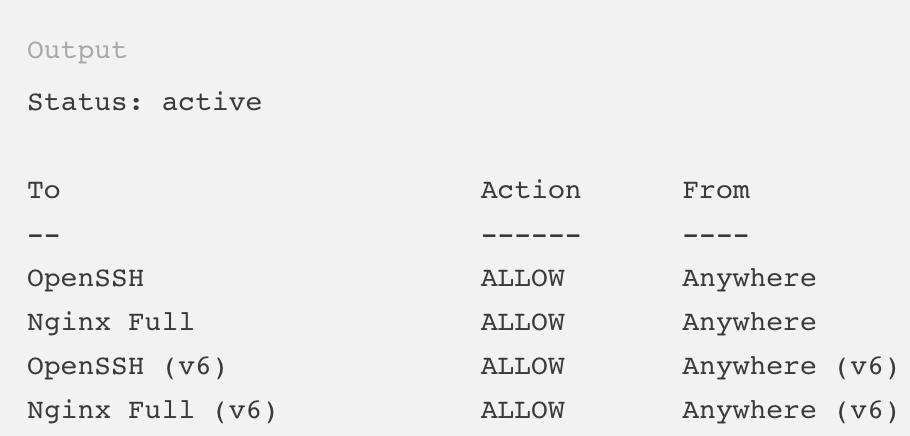 Output
Status: active
To                         Action      From
--                         ------      ----
OpenSSH                    ALLOW       Anywhere
Nginx Full                 ALLOW       Anywhere
OpenSSH (v6)               ALLOW       Anywhere (v6)
Nginx Full (v6)            ALLOW       Anywhere (v6)